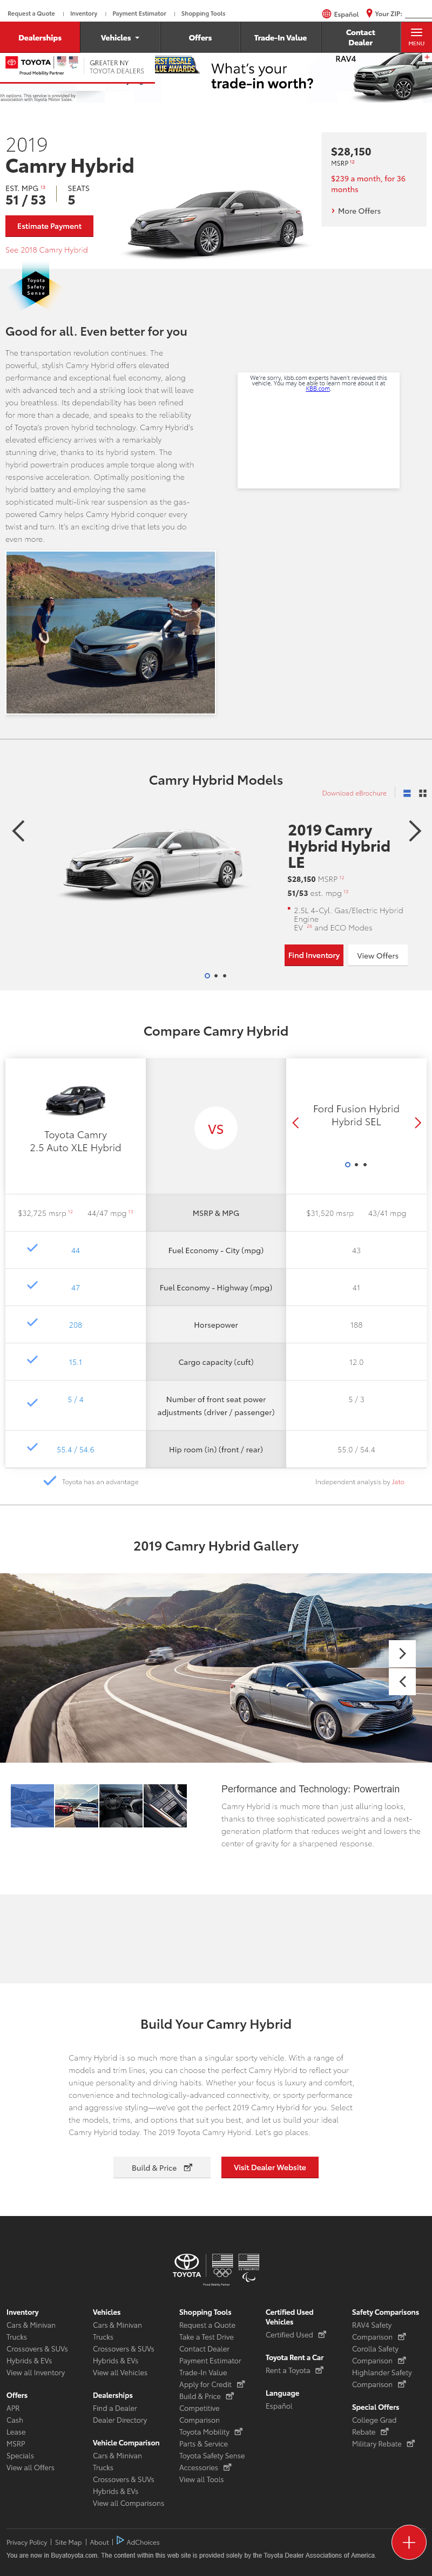 Request a Quote | Inventory | Payment Estimator | Shopping Tools
Español Your ZIP:
Dealerships Vehicles Offers Trade-In Value Contact Dealer MENU
TOYOTA
Proud Mobility Partner
GREATER NY
TOYOTA DEALERS
BEST RESALE
VALUE AWARDS
What's your
trade-in worth?
RAV4
2019
Camry Hybrid
EST. MPG 13
51 / 53
SEATS
5
Estimate Payment
See 2018 Camry Hybrid
$28,150
MSRP 12
$239 a month, for 36
months
More Offers
Toyota
Safety
Sense
Good for all. Even better for you
The transportation revolution continues. The
powerful, stylish Camry Hybrid offers elevated
performance and exceptional fuel economy, along
with advanced tech and a striking look that will leave
you breathless. Its dependability has been refined
for more than a decade, and speaks to the reliability
of Toyota's proven hybrid technology. Camry Hybrid's
elevated efficiency arrives with a remarkably
stunning drive, thanks to its hybrid system. The
hybrid powertrain produces ample torque along with
responsive acceleration. Optimally positioning the
hybrid battery and employing the same
sophisticated multi-link rear suspension as the gas-
powered Camry helps Camry Hybrid conquer every
twist and turn. It's an exciting drive that lets you do
even more.
We're sorry, kbb.com experts haven't reviewed this
vehicle. You may be able to learn more about it at
KBB.com.
Camry Hybrid Models
Download eBrochure
2019 Camry
Hybrid Hybrid
LE
$28,150 MSRP 12
51/53 est. mpg 13
2.5L 4-Cyl. Gas/Electric Hybrid
Engine
EV 26 and ECO Modes
Find Inventory
View Offers
Compare Camry Hybrid
Toyota Camry
2.5 Auto XLE Hybrid
VS
Ford Fusion Hybrid
Hybrid SEL
$32,725 msrp 12 44/47 mpg 13 MSRP & MPG $31,520 msrp 43/41 mpg
44 Fuel Economy - City (mpg) 43
47 Fuel Economy - Highway (mpg) 41
208 Horsepower 188
15.1 Cargo capacity (cuft) 12.0
5 / 4 Number of front seat power
adjustments (driver / passenger) 5 / 3
55.4 / 54.6 Hip room (in) (front / rear) 55.0 / 54.4
Toyota has an advantage
Independent analysis by Jato
2019 Camry Hybrid Gallery
Performance and Technology: Powertrain
Camry Hybrid is much more than just alluring looks,
thanks to three sophisticated powertrains and a next-
generation platform that reduces weight and lowers the
center of gravity for a sharpened response.
Build Your Camry Hybrid
Camry Hybrid is so much more than a singular sporty vehicle. With a range of
models and trim lines, you can choose the perfect Camry Hybrid to reflect your
unique personality and driving habits. Whether your focus is luxury and comfort,
convenience and technologically-advanced connectivity, or sporty performance
and aggressive styling—we've got the perfect 2019 Camry Hybrid for you. Select
the models, trims, and options that suit you best, and let us build your ideal
Camry Hybrid today. The 2019 Toyota Camry Hybrid. Let's go places.
Build & Price
Visit Dealer Website
TOYOTA
Proud Mobility Partner
Inventory
Cars & Minivan
Trucks
Crossovers & SUVs
Hybrids & EVs
View all Inventory
Offers
APR
Cash
Lease
MSRP
Specials
View all Offers
Vehicles
Cars & Minivan
Trucks
Crossovers & SUVs
Hybrids & EVs
View all Vehicles
Dealerships
Find a Dealer
Dealer Directory
Vehicle Comparison
Cars & Minivan
Trucks
Crossovers & SUVs
Hybrids & EVs
View all Comparisons
Shopping Tools
Request a Quote
Take a Test Drive
Contact Dealer
Payment Estimator
Trade-In Value
Apply for Credit
Build & Price
Competitive
Comparison
Toyota Mobility
Parts & Service
Toyota Safety Sense
Accessories
View all Tools
Certified Used
Vehicles
Certified Used
Toyota Rent a Car
Rent a Toyota
Language
Español
Safety Comparisons
RAV4 Safety
Comparison
Corolla Safety
Comparison
Highlander Safety
Comparison
Special Offers
College Grad
Rebate
Military Rebate
Privacy Policy | Site Map | About | AdChoices
You are now in Buyatoyota.com. The content within this web site is provided solely by the Toyota Dealer Associations of America.